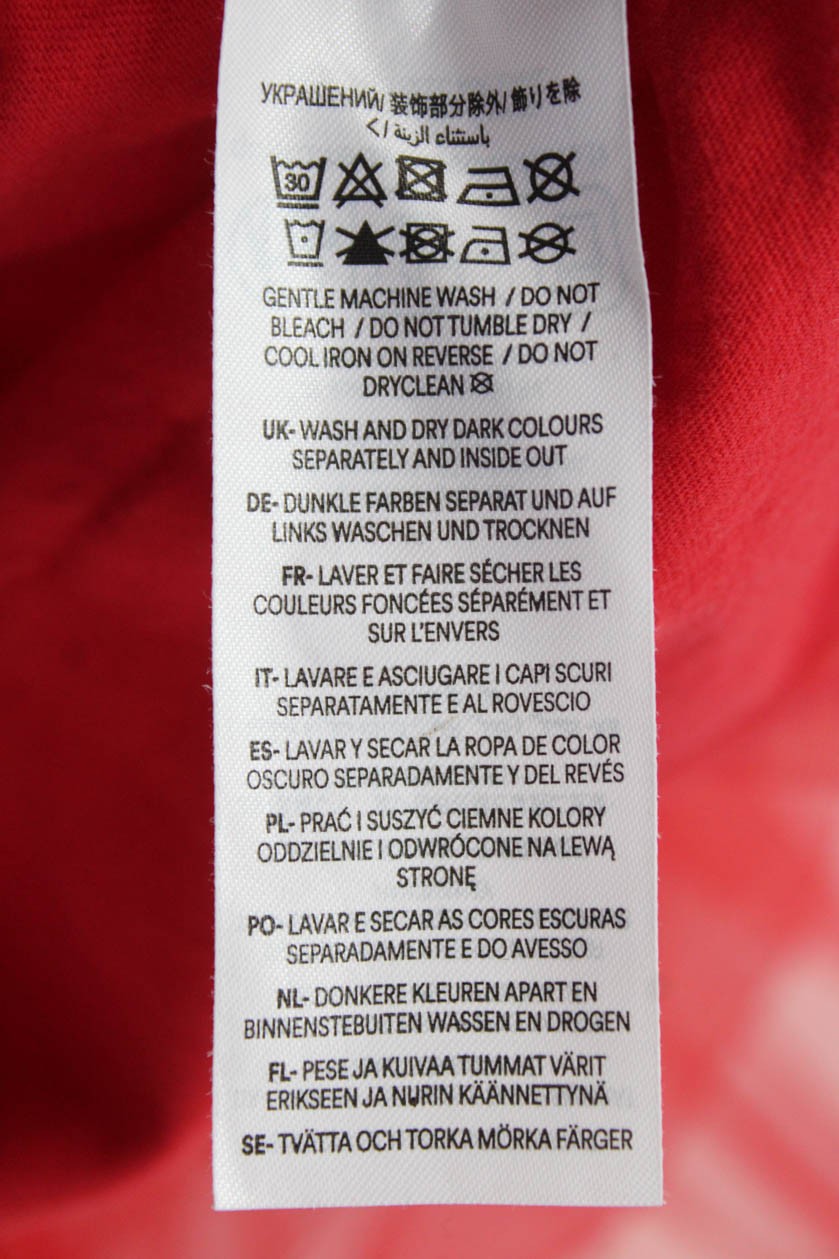 УКРАШЕНИЙ/ 装饰部分除外/ 飾りを除
く/ باستثناء الزينة
30
GENTLE MACHINE WASH / DO NOT
BLEACH / DO NOT TUMBLE DRY /
COOL IRON ON REVERSE / DO NOT
DRYCLEAN
UK- WASH AND DRY DARK COLOURS
SEPARATELY AND INSIDE OUT
DE- DUNKLE FARBEN SEPARAT UND AUF
LINKS WASCHEN UND TROCKNEN
FR- LAVER ET FAIRE SÉCHER LES
COULEURS FONCÉES SÉPARÉMENT ET
SUR L'ENVERS
IT- LAVARE E ASCIUGARE I CAPI SCURI
SEPARATAMENTE E AL ROVESCIO
ES- LAVAR Y SECAR LA ROPA DE COLOR
OSCURO SEPARADAMENTE Y DEL REVÉS
PL- PRAĆ I SUSZYĆ CIEMNE KOLORY
ODDZIELNIE I ODWRÓCONE NA LEWĄ
STRONĘ
PO- LAVAR E SECAR AS CORES ESCURAS
SEPARADAMENTE E DO AVESSO
NL- DONKERE KLEUREN APART EN
BINNENSTEBUITEN WASSEN EN DROGEN
FL- PESE JA KUIVAA TUMMAT VÄRIT
ERIKSEEN JA NURIN KÄÄNNETTYNÄ
SE- TVÄTTA OCH TORKA MÖRKA FÄRGER